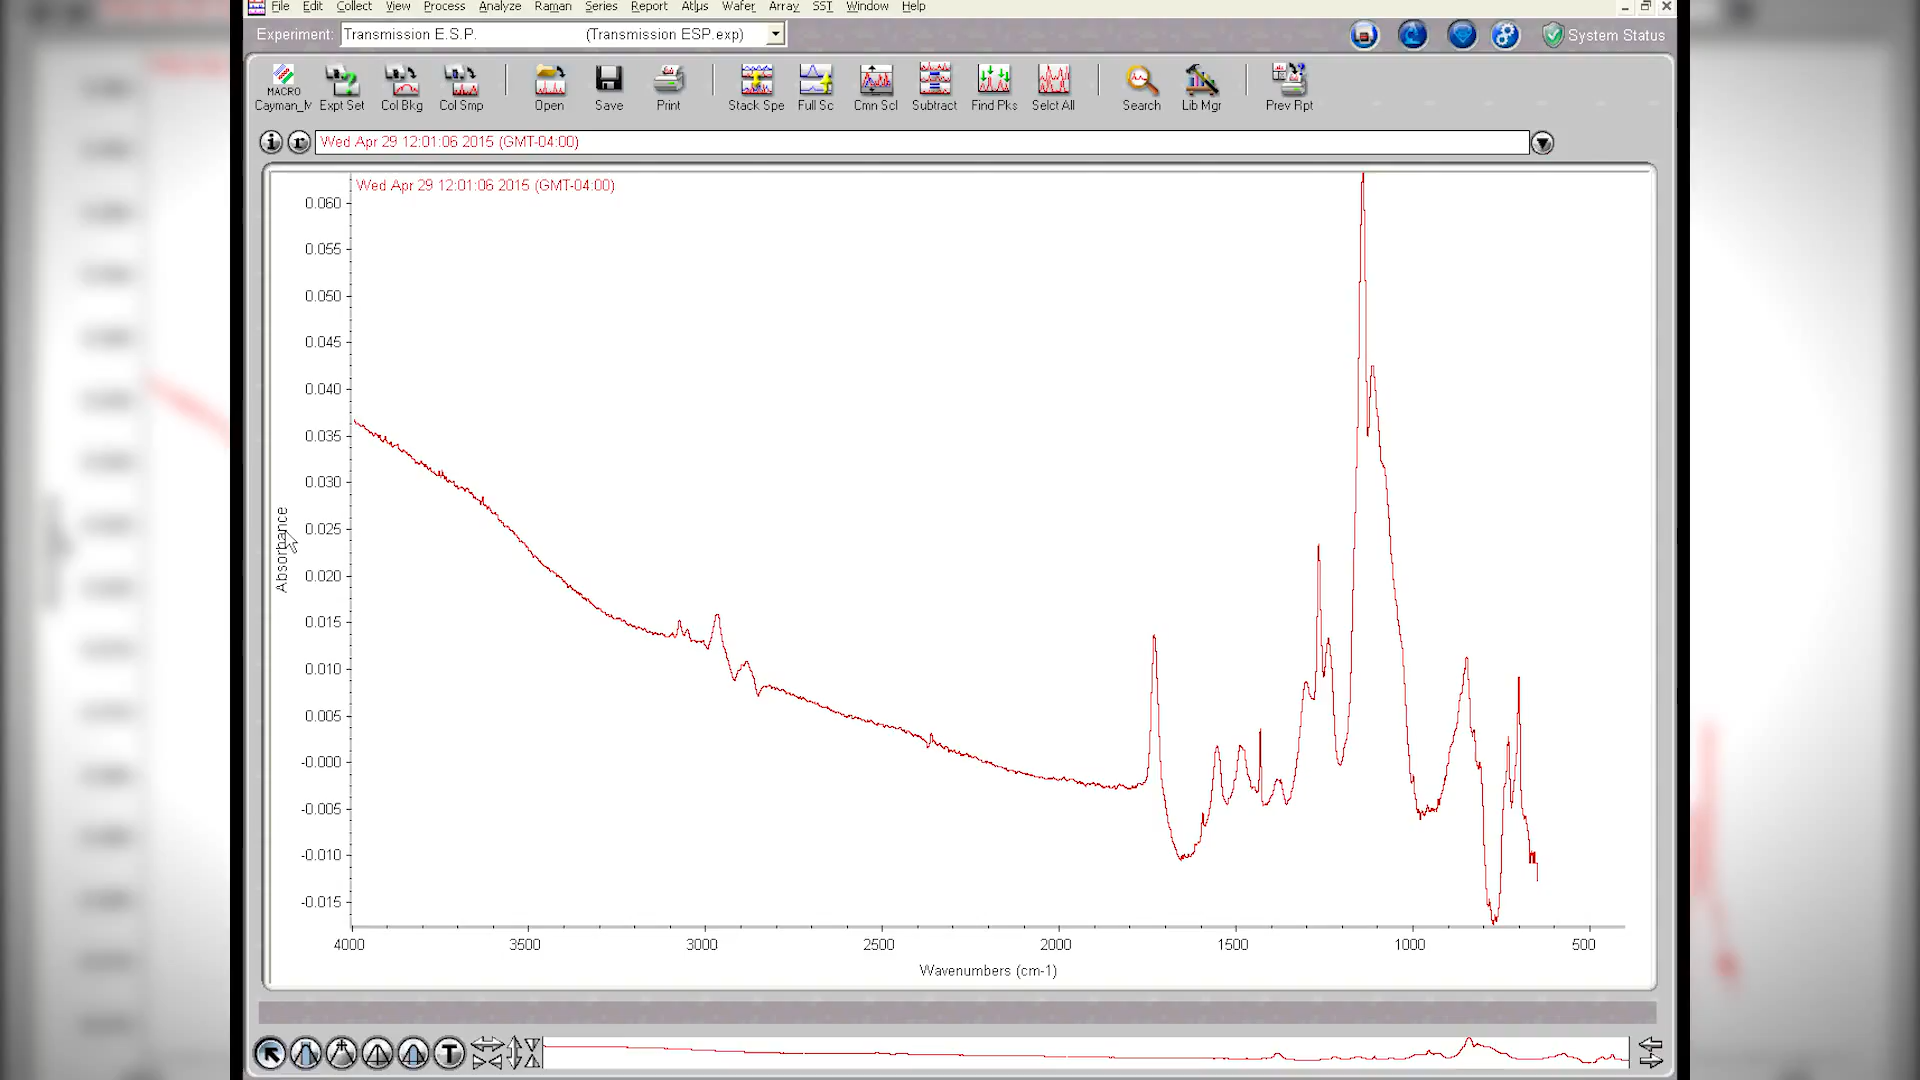 File Edit Collect View Process Analyze Raman Series Report Atlµs Wafer Array SST Window Help
Experiment: Transmission E.S.P. (Transmission ESP.exp) System Status
MACRO
Cayman_M Expt Set Col Bkg Col Smp Open Save Print Stack Spe Full Sc Cmn Scl Subtract Find Pks Selct All Search Lib Mgr Prev Rpt
i r Wed Apr 29 12:01:06 2015 (GMT-04:00)
Wed Apr 29 12:01:06 2015 (GMT-04:00)
0.060
0.055
0.050
0.045
0.040
0.035
0.030
0.025
0.020
0.015
0.010
0.005
-0.000
-0.005
-0.010
-0.015
Absorbance
4000 3500 3000 2500 2000 1500 1000 500
Wavenumbers (cm-1)
T